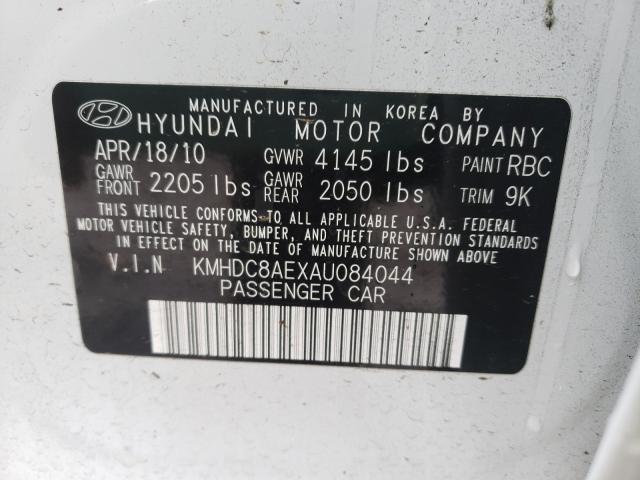 MANUFACTURED IN KOREA BY
HYUNDAI MOTOR COMPANY
APR/18/10 GVWR 4145 lbs PAINT RBC
GAWR FRONT 2205 lbs GAWR REAR 2050 lbs TRIM 9K
THIS VEHICLE CONFORMS TO ALL APPLICABLE U.S.A. FEDERAL
MOTOR VEHICLE SAFETY, BUMPER, AND THEFT PREVENTION STANDARDS
IN EFFECT ON THE DATE OF MANUFACTURE SHOWN ABOVE.
V.I.N KMHDC8AEXAU084044
PASSENGER CAR